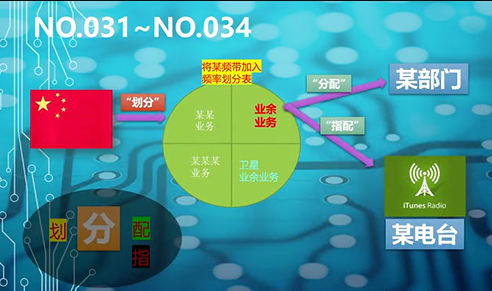 NO.031~NO.034
将某频带加入
频率划分表
"划分"
某某
业务
业余
业务
某某某
业务
卫星
业余业务
"分配"
"指配"
某部门
iTunes Radio
某电台
划 分 配
指